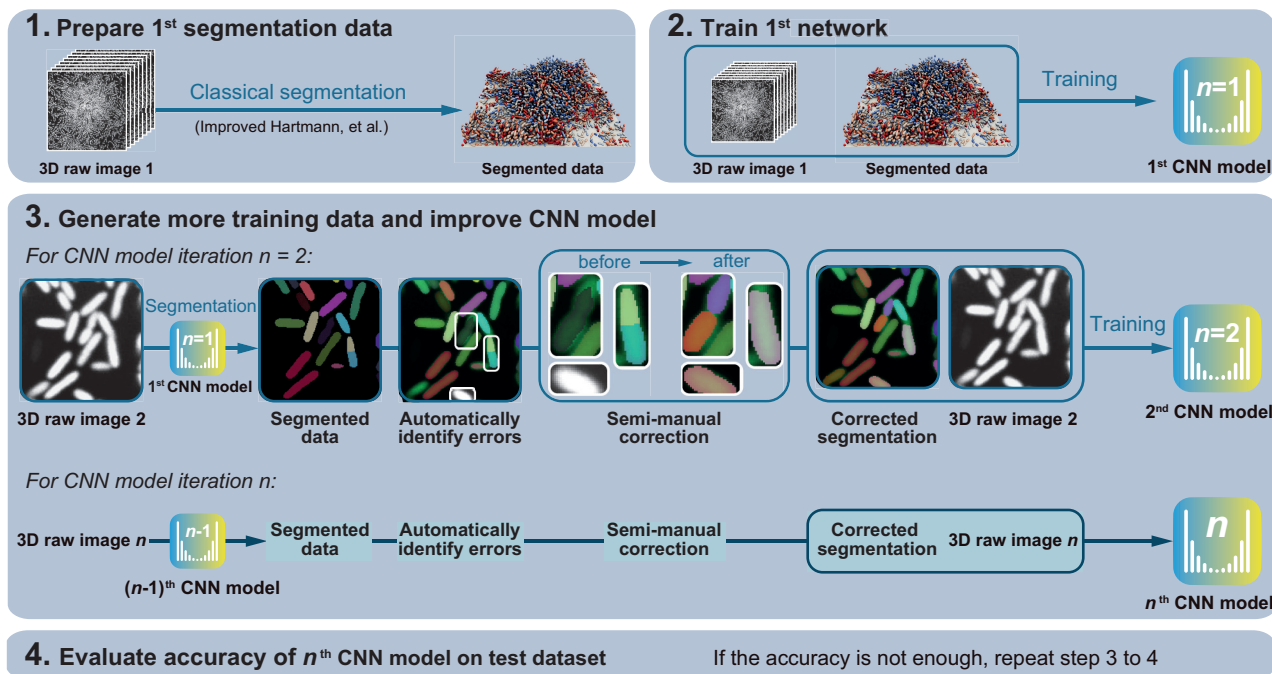 1. Prepare 1st segmentation data
Classical segmentation
(Improved Hartmann, et al.)
3D raw image 1
Segmented data
2. Train 1st network
Training
n=1
3D raw image 1
Segmented data
1st CNN model
3. Generate more training data and improve CNN model
For CNN model iteration n = 2:
before
after
Segmentation
n=1
1st CNN model
Training
n=2
3D raw image 2
Segmented
data
Automatically
identify errors
Semi-manual
correction
Corrected
segmentation
3D raw image 2
2nd CNN model
For CNN model iteration n:
3D raw image n
n-1
(n-1)th CNN model
Segmented
data
Automatically
identify errors
Semi-manual
correction
Corrected
segmentation
3D raw image n
n
nth CNN model
4. Evaluate accuracy of nth CNN model on test dataset
If the accuracy is not enough, repeat step 3 to 4